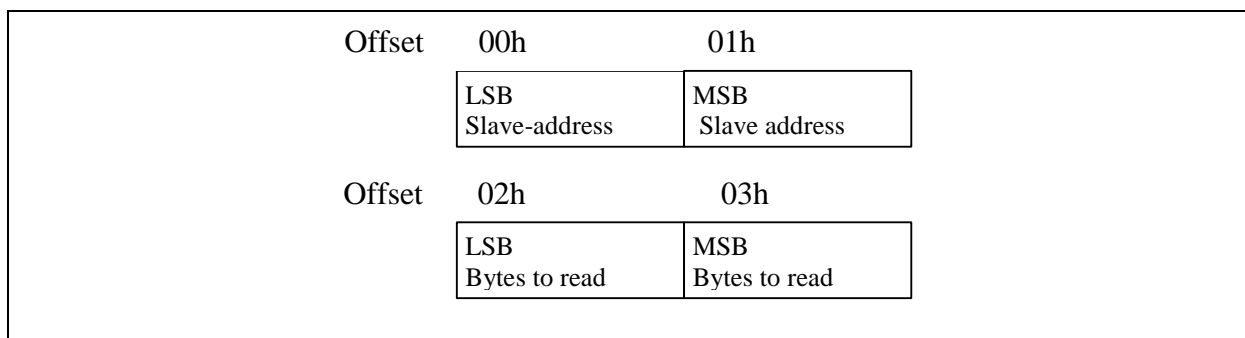 Offset 00h 01h
LSB MSB
Slave-address Slave address
Offset 02h 03h
LSB MSB
Bytes to read Bytes to read